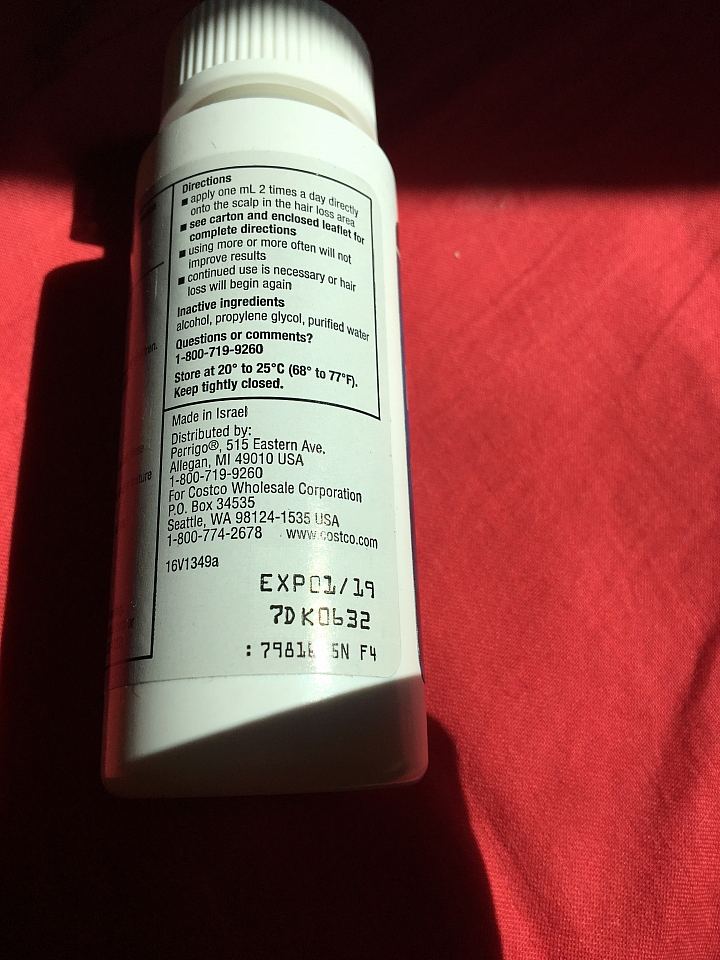 Directions
■ apply one mL 2 times a day directly
onto the scalp in the hair loss area
■ see carton and enclosed leaflet for
complete directions
■ using more or more often will not
improve results
■ continued use is necessary or hair
loss will begin again
Inactive ingredients
alcohol, propylene glycol, purified water
Questions or comments?
1-800-719-9260
Store at 20° to 25°C (68° to 77°F).
Keep tightly closed.
Made in Israel
Distributed by:
Perrigo®, 515 Eastern Ave.
Allegan, MI 49010 USA
1-800-719-9260
For Costco Wholesale Corporation
P.O. Box 34535
Seattle, WA 98124-1535 USA
1-800-774-2678 www.costco.com
16V1349a
EXP01/19
7DK0632
SN F4